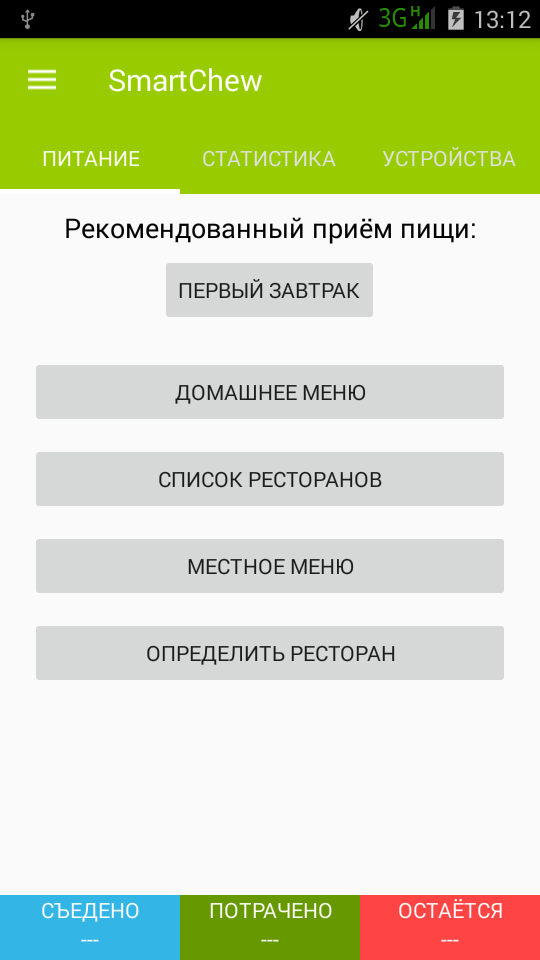 3G H 13:12
SmartChew
ПИТАНИЕ СТАТИСТИКА УСТРОЙСТВА
Рекомендованный приём пищи:
ПЕРВЫЙ ЗАВТРАК
ДОМАШНЕЕ МЕНЮ
СПИСОК РЕСТОРАНОВ
МЕСТНОЕ МЕНЮ
ОПРЕДЕЛИТЬ РЕСТОРАН
СЪЕДЕНО ПОТРАЧЕНО ОСТАЁТСЯ
--- --- ---